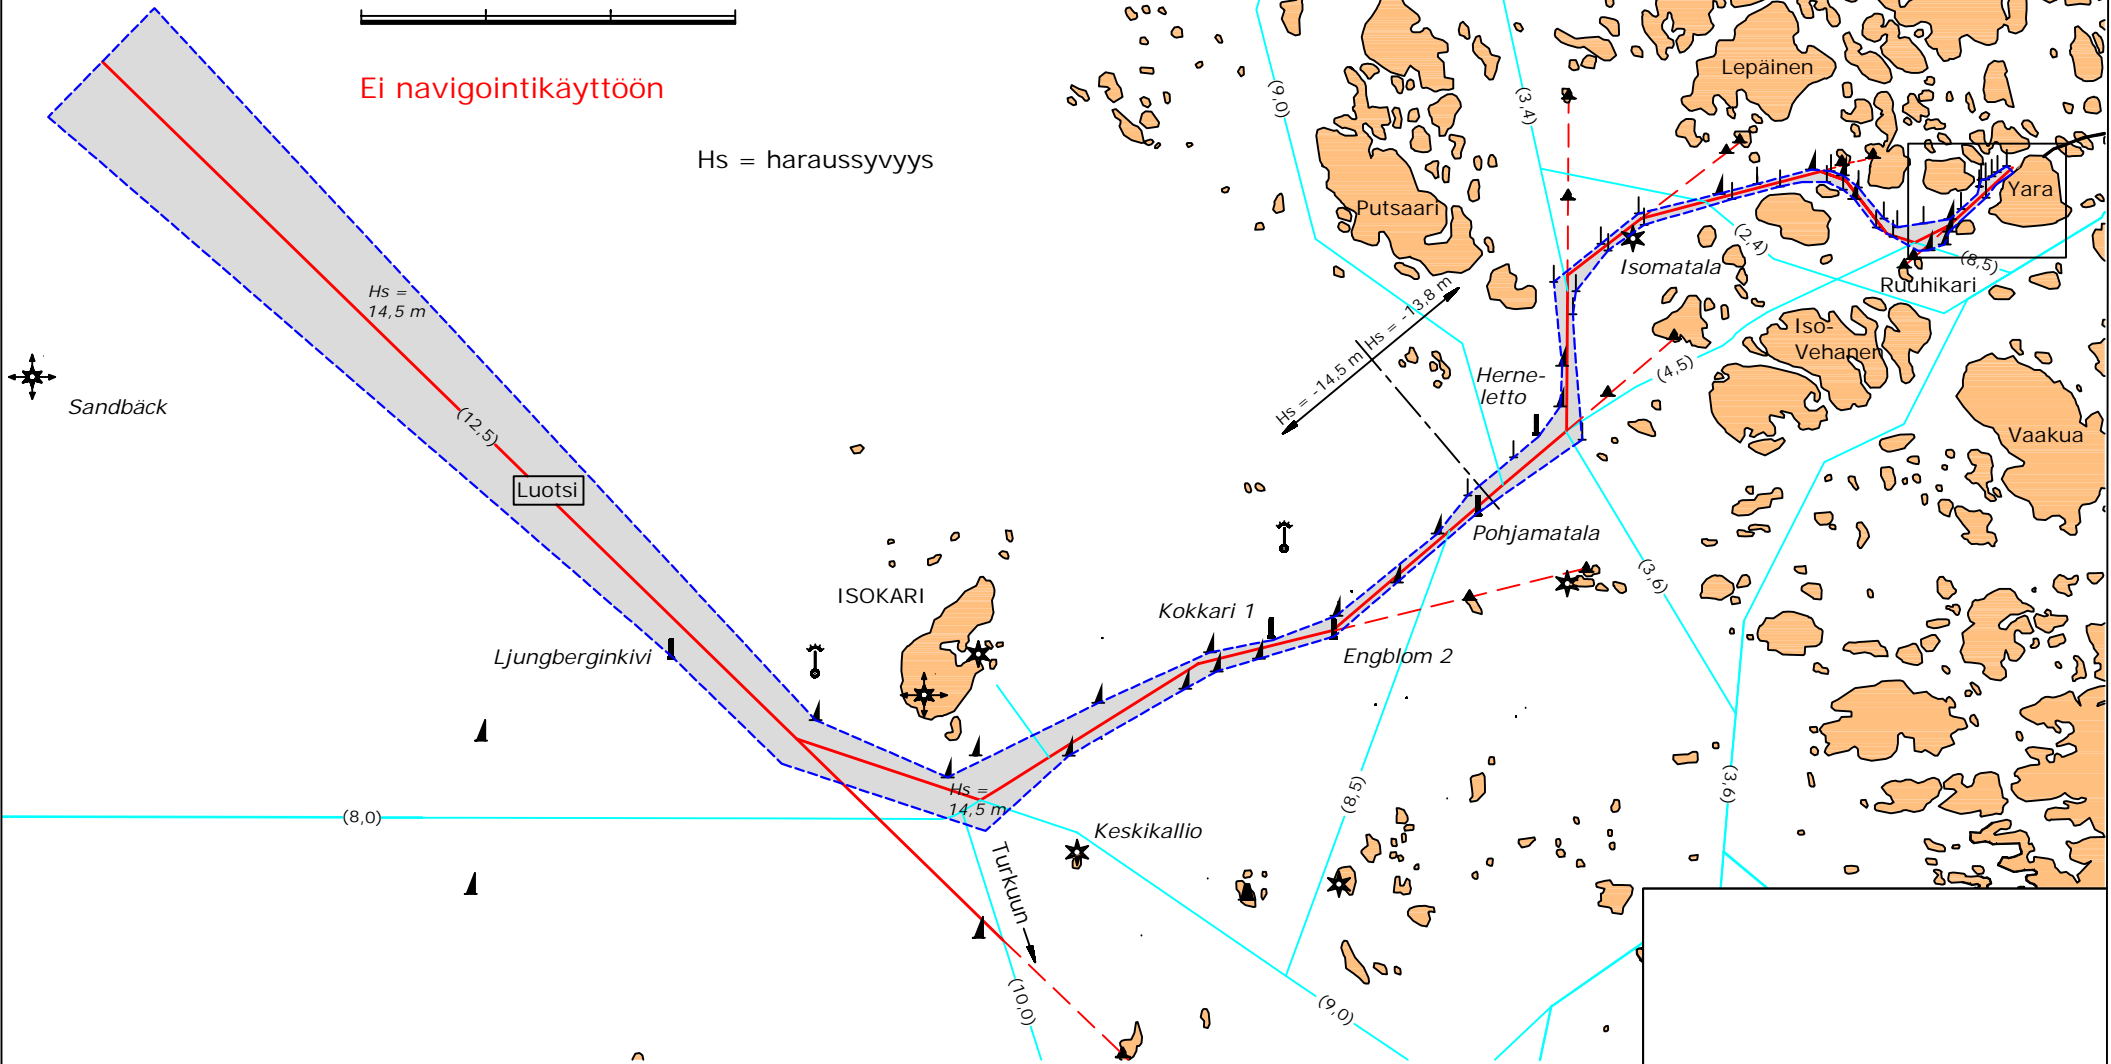 Ei navigointikäyttöön
Hs = haraussyvyys
(9,0)
(3,4)
Lepäinen
Putsaari
Yara
(2,4)
(8,5)
Isomatala
Ruuhikari
Hs =
14,5 m
Hs = -14,5 m
Hs = -13,8 m
Iso-
Vehanen
Herne-
letto
(4,5)
Sandbäck
(12,5)
Luotsi
Vaakua
Pohjamatala
(3,6)
ISOKARI
Kokkari 1
Ljungberginkivi
Engblom 2
Hs =
14,5 m
(8,5)
(3,6)
(8,0)
Keskikallio
Turkuun
(10,0)
(9,0)